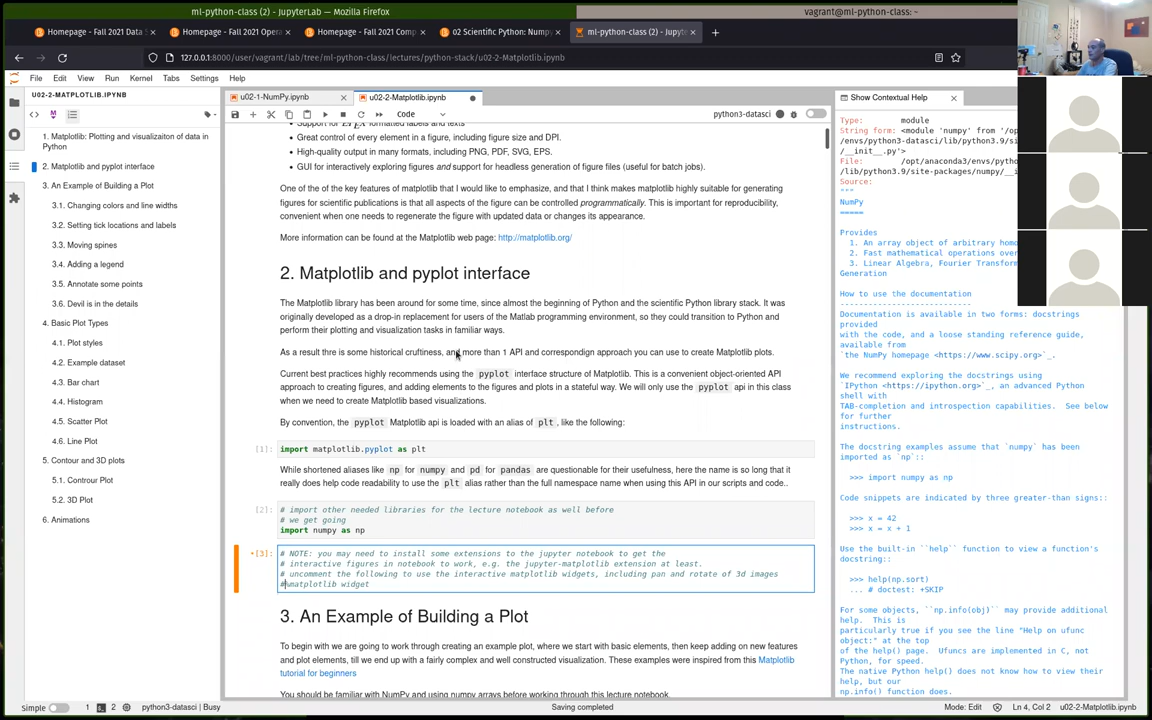 ml-python-class (2) - JupyterLab — Mozilla Firefox
vagrant@ml-python-class: ~
Homepage - Fall 2021 Data S
Homepage - Fall 2021 Opera
Homepage - Fall 2021 Comp
02 Scientific Python: Numpy
ml-python-class (2) - Jupyte
127.0.0.1:8000/user/vagrant/lab/tree/ml-python-class/lectures/python-stack/u02-2-Matplotlib.ipynb
File Edit View Run Kernel Tabs Settings Help
U02-2-MATPLOTLIB.IPYNB
1. Matplotlib: Plotting and visualizaiton of data in
Python
2. Matplotlib and pyplot interface
3. An Example of Building a Plot
3.1. Changing colors and line widths
3.2. Setting tick locations and labels
3.3. Moving spines
3.4. Adding a legend
3.5. Annotate some points
3.6. Devil is in the details
4. Basic Plot Types
4.1. Plot styles
4.2. Example dataset
4.3. Bar chart
4.4. Histogram
4.5. Scatter Plot
4.6. Line Plot
5. Contour and 3D plots
5.1. Contour Plot
5.2. 3D Plot
6. Animations
u02-1-NumPy.ipynb
u02-2-Matplotlib.ipynb
Code
python3-datasci
• Support for LaTeX formatted labels and texts
• Great control of every element in a figure, including figure size and DPI.
• High-quality output in many formats, including PNG, PDF, SVG, EPS.
• GUI for interactively exploring figures and support for headless generation of figure files (useful for batch jobs).
One of the of the key features of matplotlib that I would like to emphasize, and that I think makes matplotlib highly suitable for generating
figures for scientific publications is that all aspects of the figure can be controlled programmatically. This is important for reproducibility,
convenient when one needs to regenerate the figure with updated data or changes its appearance.
More information can be found at the Matplotlib web page: http://matplotlib.org/
2. Matplotlib and pyplot interface
The Matplotlib library has been around for some time, since almost the beginning of Python and the scientific Python library stack. It was
originally developed as a drop-in replacement for users of the Matlab programming environment, so they could transition to Python and
perform their plotting and visualization tasks in familiar ways.
As a result thre is some historical cruftiness, and more than 1 API and correspondign approach you can use to create Matplotlib plots.
Current best practices highly recommends using the pyplot interface structure of Matplotlib. This is a convenient object-oriented API
approach to creating figures, and adding elements to the figures and plots in a stateful way. We will only use the pyplot api in this class
when we need to create Matplotlib based visualizations.
By convention, the pyplot Matplotlib api is loaded with an alias of plt, like the following:
[1]: import matplotlib.pyplot as plt
While shortened aliases like np for numpy and pd for pandas are questionable for their usefulness, here the name is so long that it
really does help code readability to use the plt alias rather than the full namespace name when using this API in our scripts and code..
[2]: # import other needed libraries for the lecture notebook as well before
# we get going
import numpy as np
•[3]: # NOTE: you may need to install some extensions to the jupyter notebook to get the
# interactive figures in notebook to work, e.g. the jupyter-matplotlib extension at least.
# uncomment the following to use the interactive matplotlib widgets, including pan and rotate of 3d images
#%matplotlib widget
3. An Example of Building a Plot
To begin with we are going to work through creating an example plot, where we start with basic elements, then keep adding on new features
and plot elements, till we end up with a fairly complex and well constructed visualization. These examples were inspired from this Matplotlib
tutorial for beginners
You should be familiar with NumPy and using numpy arrays before working through this lecture notebook.
Show Contextual Help
Type: module
String form: <module 'numpy' from '/op
envs/python3-datasci/lib/python3.9/si
/__init__.py'>
File: /opt/anaconda3/envs/p
/lib/python3.9/site-packages/numpy/__i
Source:
"""
NumPy
=====
Provides
1. An array object of arbitrary homo
2. Fast mathematical operations over
3. Linear Algebra, Fourier Transform
Generation
How to use the documentation
----------------------------
Documentation is available in two forms: docstrings
provided
with the code, and a loose standing reference guide,
available from
`the NumPy homepage <https://www.scipy.org>`_.
We recommend exploring the docstrings using
`IPython <https://ipython.org>`_, an advanced Python
shell with
TAB-completion and introspection capabilities. See below
for further
instructions.
The docstring examples assume that `numpy` has been
imported as `np`::
>>> import numpy as np
Code snippets are indicated by three greater-than signs::
>>> x = 42
>>> x = x + 1
Use the built-in ``help`` function to view a function's
docstring::
>>> help(np.sort)
... # doctest: +SKIP
For some objects, ``np.info(obj)`` may provide additional
help. This is
particularly true if you see the line "Help on ufunc
object:" at the top
of the help() page. Ufuncs are implemented in C, not
Python, for speed.
The native Python help() does not know how to view their
help, but our
np.info() function does.
Simple 1 2 python3-datasci | Busy
Saving completed
Mode: Edit Ln 4, Col 2 u02-2-Matplotlib.ipynb